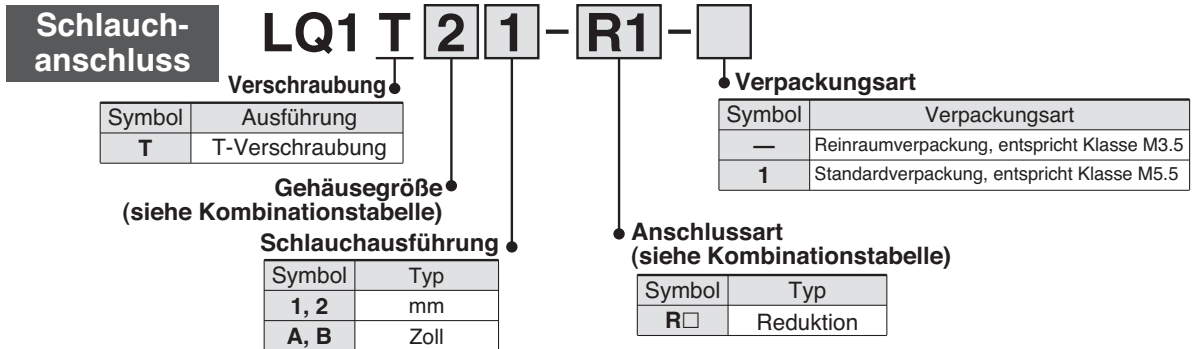 Schlauch-
anschluss
LQ1 T 2 1 - R1 - □
Verschraubung
Symbol Ausführung
T T-Verschraubung
Gehäusegröße
(siehe Kombinationstabelle)
Schlauchausführung
Symbol Typ
1, 2 mm
A, B Zoll
Verpackungsart
Symbol Verpackungsart
— Reinraumverpackung, entspricht Klasse M3.5
1 Standardverpackung, entspricht Klasse M5.5
Anschlussart
(siehe Kombinationstabelle)
Symbol Typ
R□ Reduktion